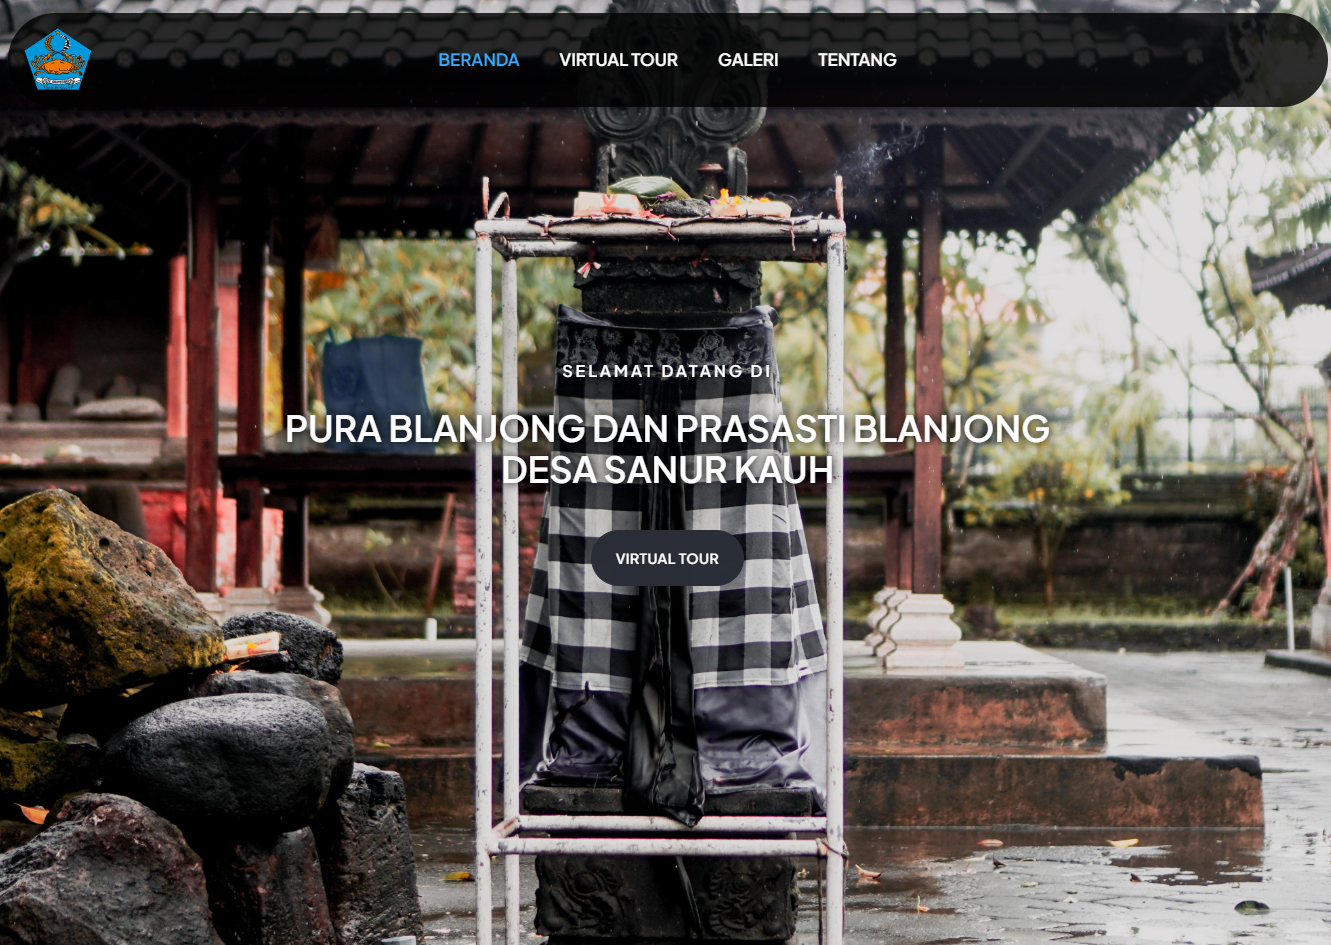 BERANDA VIRTUAL TOUR GALERI TENTANG
SELAMAT DATANG DI
PURA BLANJONG DAN PRASASTI BLANJONG
DESA SANUR KAUH
VIRTUAL TOUR